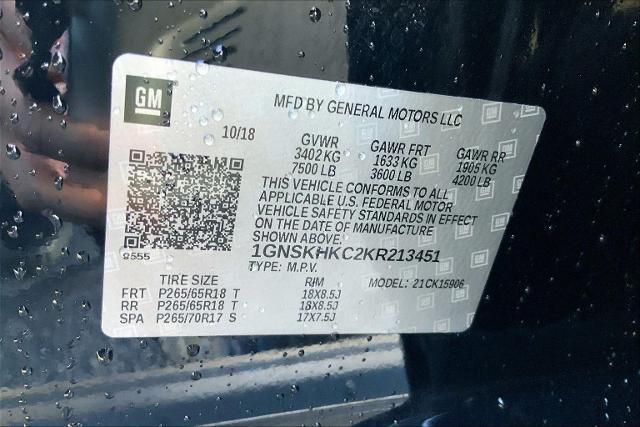 GM
MFD BY GENERAL MOTORS LLC
10/18
GVWR GAWR FRT GAWR RR
3402 KG 1633 KG 1905 KG
7500 LB 3600 LB 4200 LB
THIS VEHICLE CONFORMS TO ALL
APPLICABLE U.S. FEDERAL MOTOR
VEHICLE SAFETY STANDARDS IN EFFECT
ON THE DATE OF MANUFACTURE
SHOWN ABOVE.
1GNSKHKC2KR213451
9555
TYPE: M.P.V. MODEL: 21 CK15906
TIRE SIZE RIM
FRT P265/65R18 T 18X8.5J
RR P265/65R18 T 18X8.5J
SPA P265/70R17 S 17X7.5J